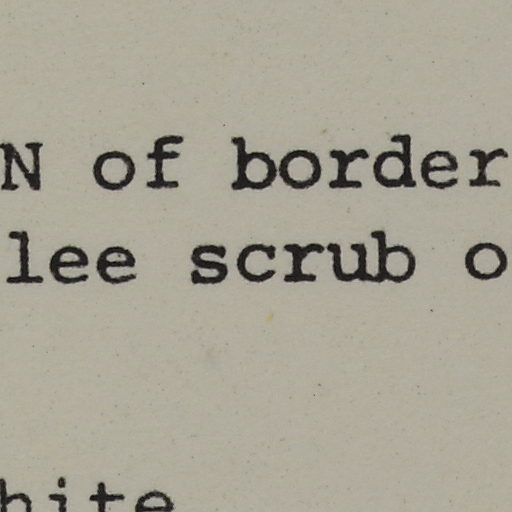 N of border
lee scrub o
hite